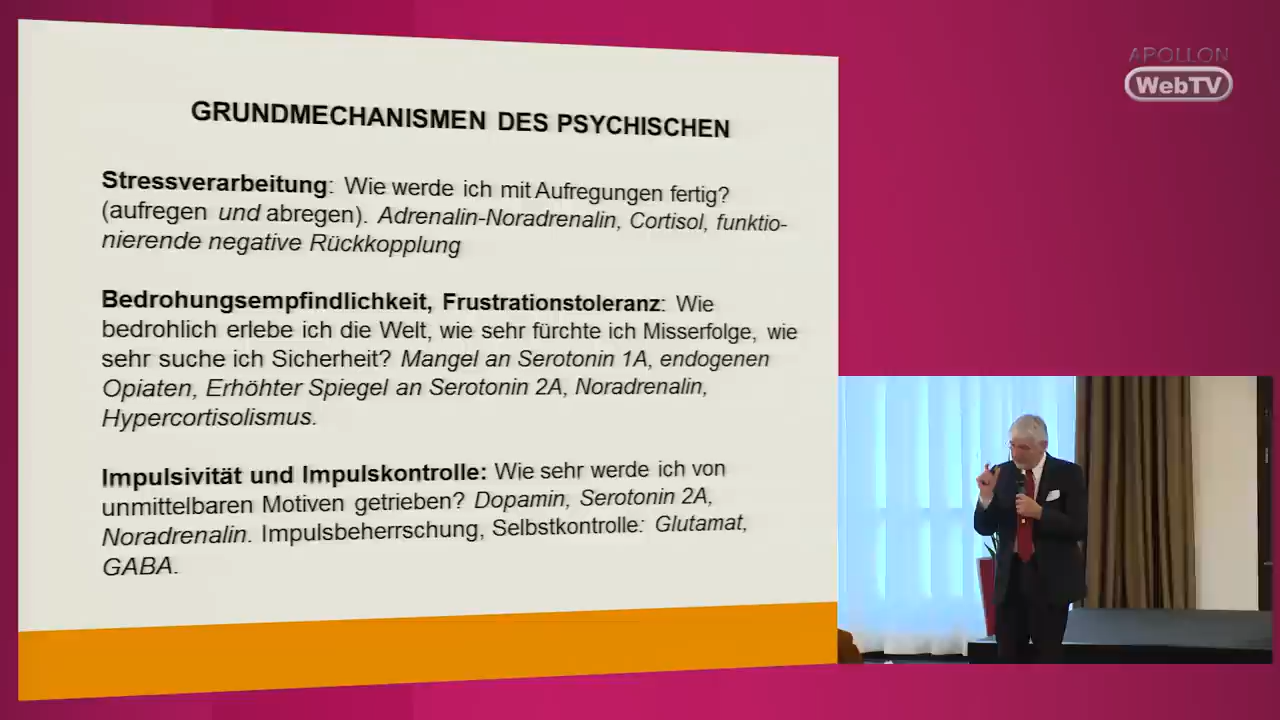 APOLLON
WebTV
GRUNDMECHANISMEN DES PSYCHISCHEN
Stressverarbeitung: Wie werde ich mit Aufregungen fertig?
(aufregen und abregen). Adrenalin-Noradrenalin, Cortisol, funktio-
nierende negative Rückkopplung
Bedrohungsempfindlichkeit, Frustrationstoleranz: Wie
bedrohlich erlebe ich die Welt, wie sehr fürchte ich Misserfolge, wie
sehr suche ich Sicherheit? Mangel an Serotonin 1A, endogenen
Opiaten, Erhöhter Spiegel an Serotonin 2A, Noradrenalin,
Hypercortisolismus.
Impulsivität und Impulskontrolle: Wie sehr werde ich von
unmittelbaren Motiven getrieben? Dopamin, Serotonin 2A,
Noradrenalin. Impulsbeherrschung, Selbstkontrolle: Glutamat,
GABA.